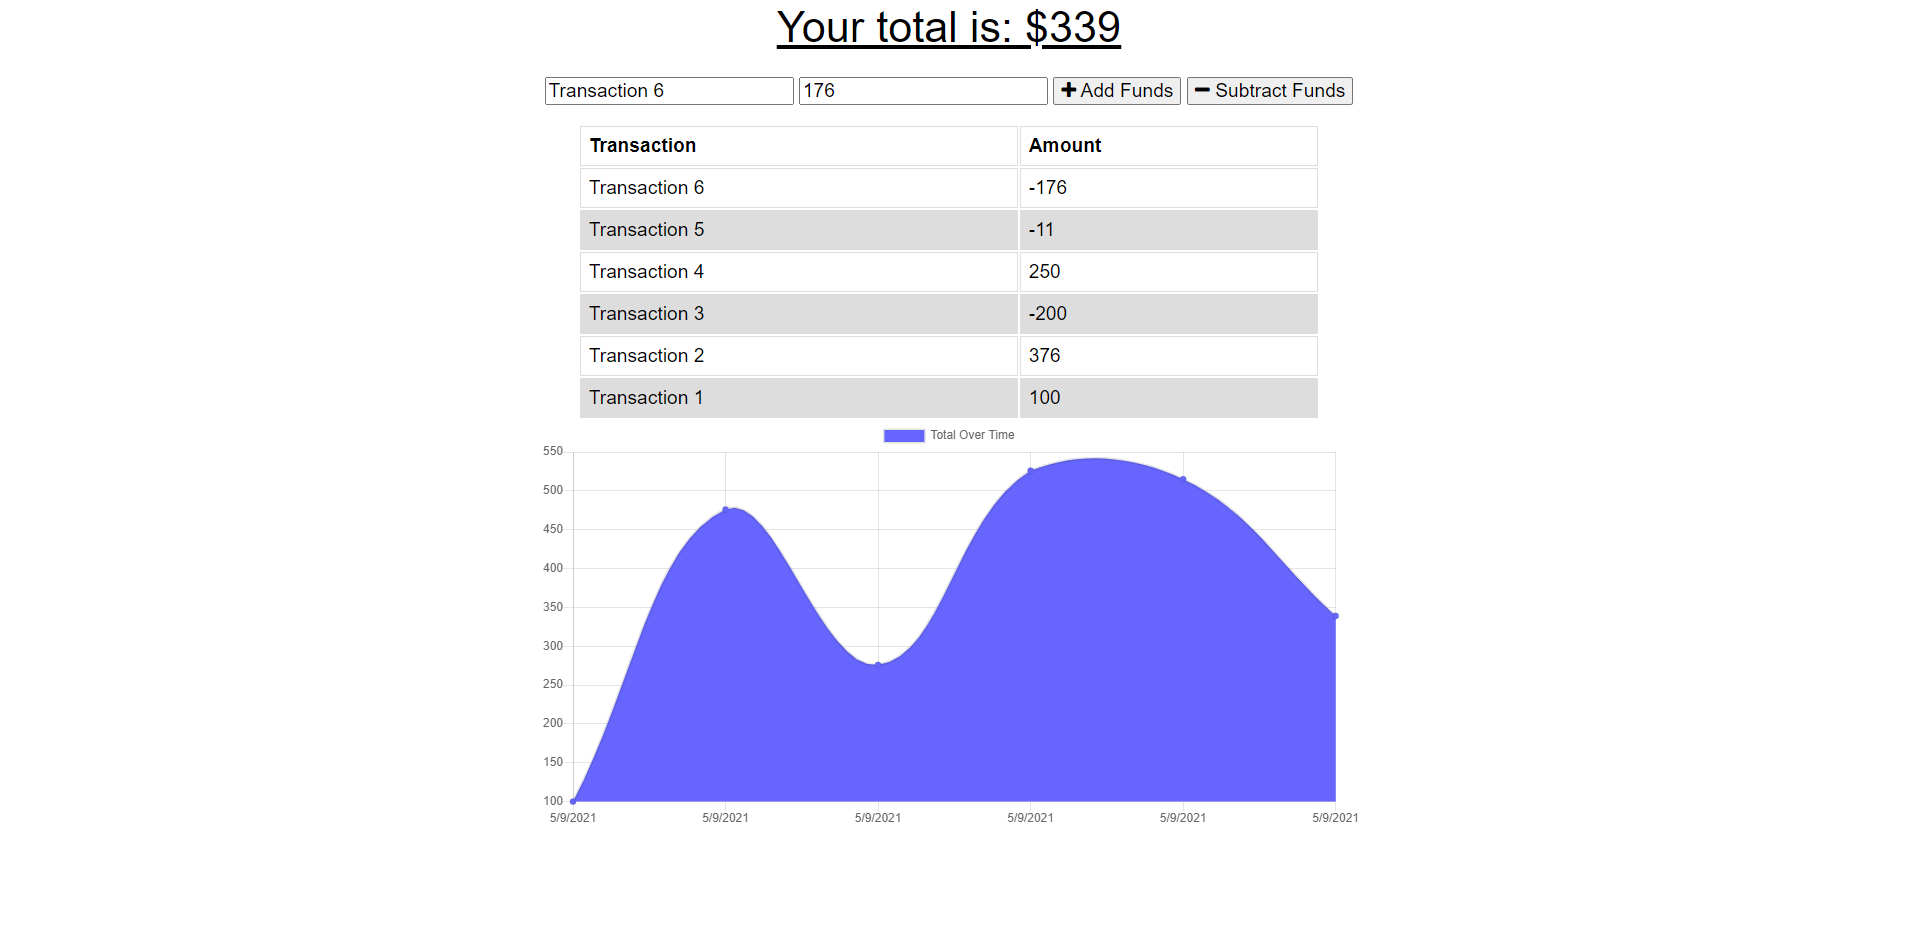 Your total is: $339
Transaction 6 176 Add Funds Subtract Funds
Transaction Amount
Transaction 6 -176
Transaction 5 -11
Transaction 4 250
Transaction 3 -200
Transaction 2 376
Transaction 1 100
Total Over Time
550
500
450
400
350
300
250
200
150
100
5/9/2021 5/9/2021 5/9/2021 5/9/2021 5/9/2021 5/9/2021